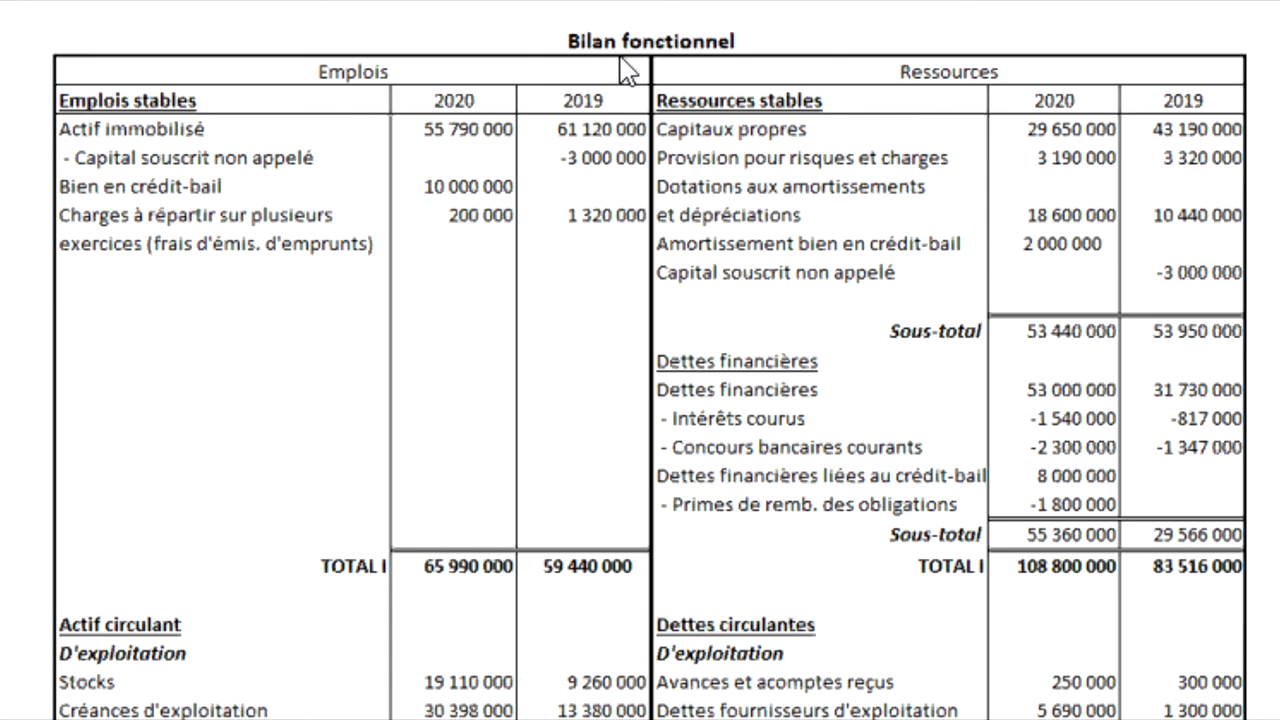 Bilan fonctionnel
Emplois Ressources
Emplois stables 2020 2019 Ressources stables 2020 2019
Actif immobilisé 55 790 000 61 120 000 Capitaux propres 29 650 000 43 190 000
- Capital souscrit non appelé -3 000 000 Provision pour risques et charges 3 190 000 3 320 000
Bien en crédit-bail 10 000 000 Dotations aux amortissements
Charges à répartir sur plusieurs 200 000 1 320 000 et dépréciations 18 600 000 10 440 000
exercices (frais d'émis. d'emprunts) Amortissement bien en crédit-bail 2 000 000
Capital souscrit non appelé -3 000 000
Sous-total 53 440 000 53 950 000
Dettes financières
Dettes financières 53 000 000 31 730 000
- Intérêts courus -1 540 000 -817 000
- Concours bancaires courants -2 300 000 -1 347 000
Dettes financières liées au crédit-bail 8 000 000
- Primes de remb. des obligations -1 800 000
Sous-total 55 360 000 29 566 000
TOTAL I 65 990 000 59 440 000 TOTAL I 108 800 000 83 516 000
Actif circulant Dettes circulantes
D'exploitation D'exploitation
Stocks 19 110 000 9 260 000 Avances et acomptes reçus 250 000 300 000
Créances d'exploitation 30 398 000 13 380 000 Dettes fournisseurs d'exploitation 5 690 000 1 300 000